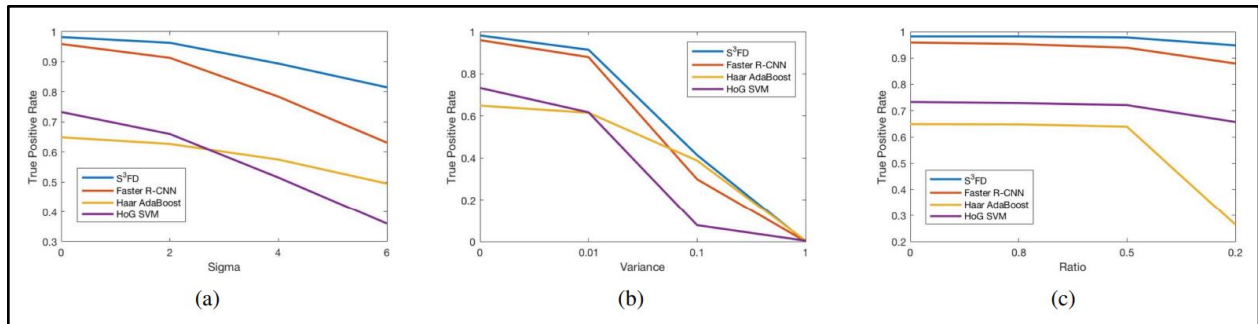 1
0.9
0.8
0.7
0.6
0.5
0.4
0.3
True Positive Rate
S³FD
Faster R-CNN
Haar AdaBoost
HoG SVM
0 2 4 6
Sigma
(a)
1
0.8
0.6
0.4
0.2
0
True Positive Rate
S³FD
Faster R-CNN
Haar AdaBoost
HoG SVM
0 0.01 0.1 1
Variance
(b)
1
0.9
0.8
0.7
0.6
0.5
0.4
0.3
0.2
True Positive Rate
S³FD
Faster R-CNN
Haar AdaBoost
HoG SVM
0 0.8 0.5 0.2
Ratio
(c)